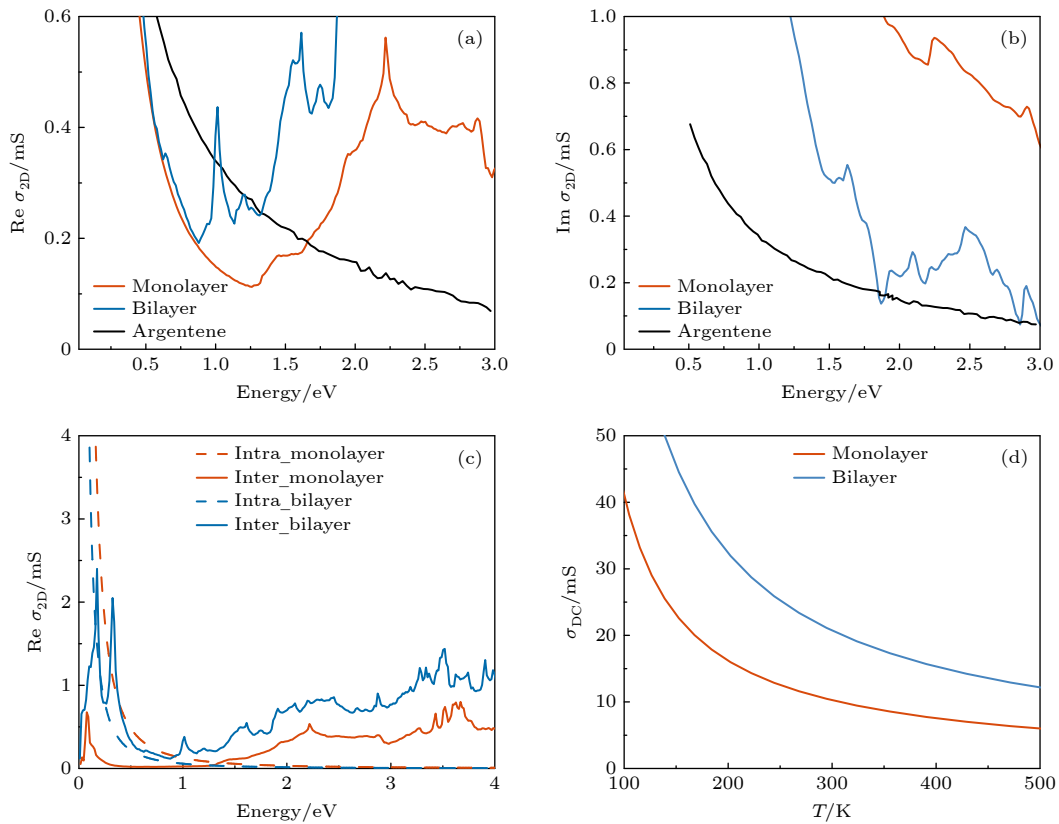 0.6
0.4
0.2
0
Re σ2D/mS
(a)
Monolayer
Bilayer
Argentene
0.5 1.0 1.5 2.0 2.5 3.0
Energy/eV
1.0
0.8
0.6
0.4
0.2
0
Im σ2D/mS
(b)
Monolayer
Bilayer
Argentene
0.5 1.0 1.5 2.0 2.5 3.0
Energy/eV
4
3
2
1
0
Re σ2D/mS
(c)
Intra_monolayer
Inter_monolayer
Intra_bilayer
Inter_bilayer
0 1 2 3 4
Energy/eV
50
40
30
20
10
0
σDC/mS
(d)
Monolayer
Bilayer
100 200 300 400 500
T/K